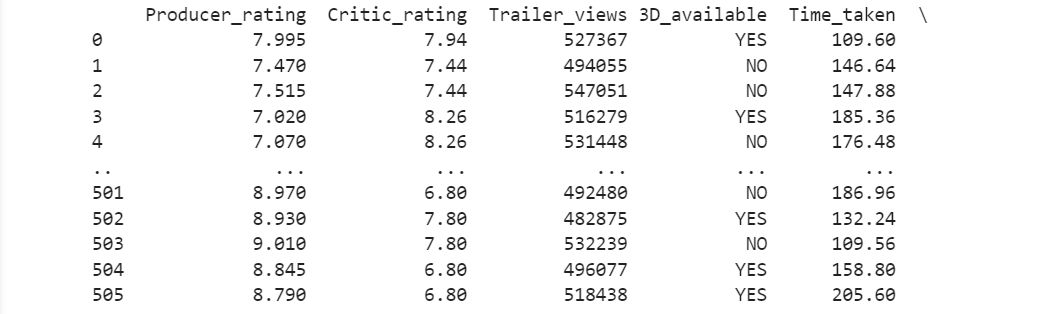 Producer_rating Critic_rating Trailer_views 3D_available Time_taken \
0 7.995 7.94 527367 YES 109.60
1 7.470 7.44 494055 NO 146.64
2 7.515 7.44 547051 NO 147.88
3 7.020 8.26 516279 YES 185.36
4 7.070 8.26 531448 NO 176.48
.. ... ... ... ... ...
501 8.970 6.80 492480 NO 186.96
502 8.930 7.80 482875 YES 132.24
503 9.010 7.80 532239 NO 109.56
504 8.845 6.80 496077 YES 158.80
505 8.790 6.80 518438 YES 205.60